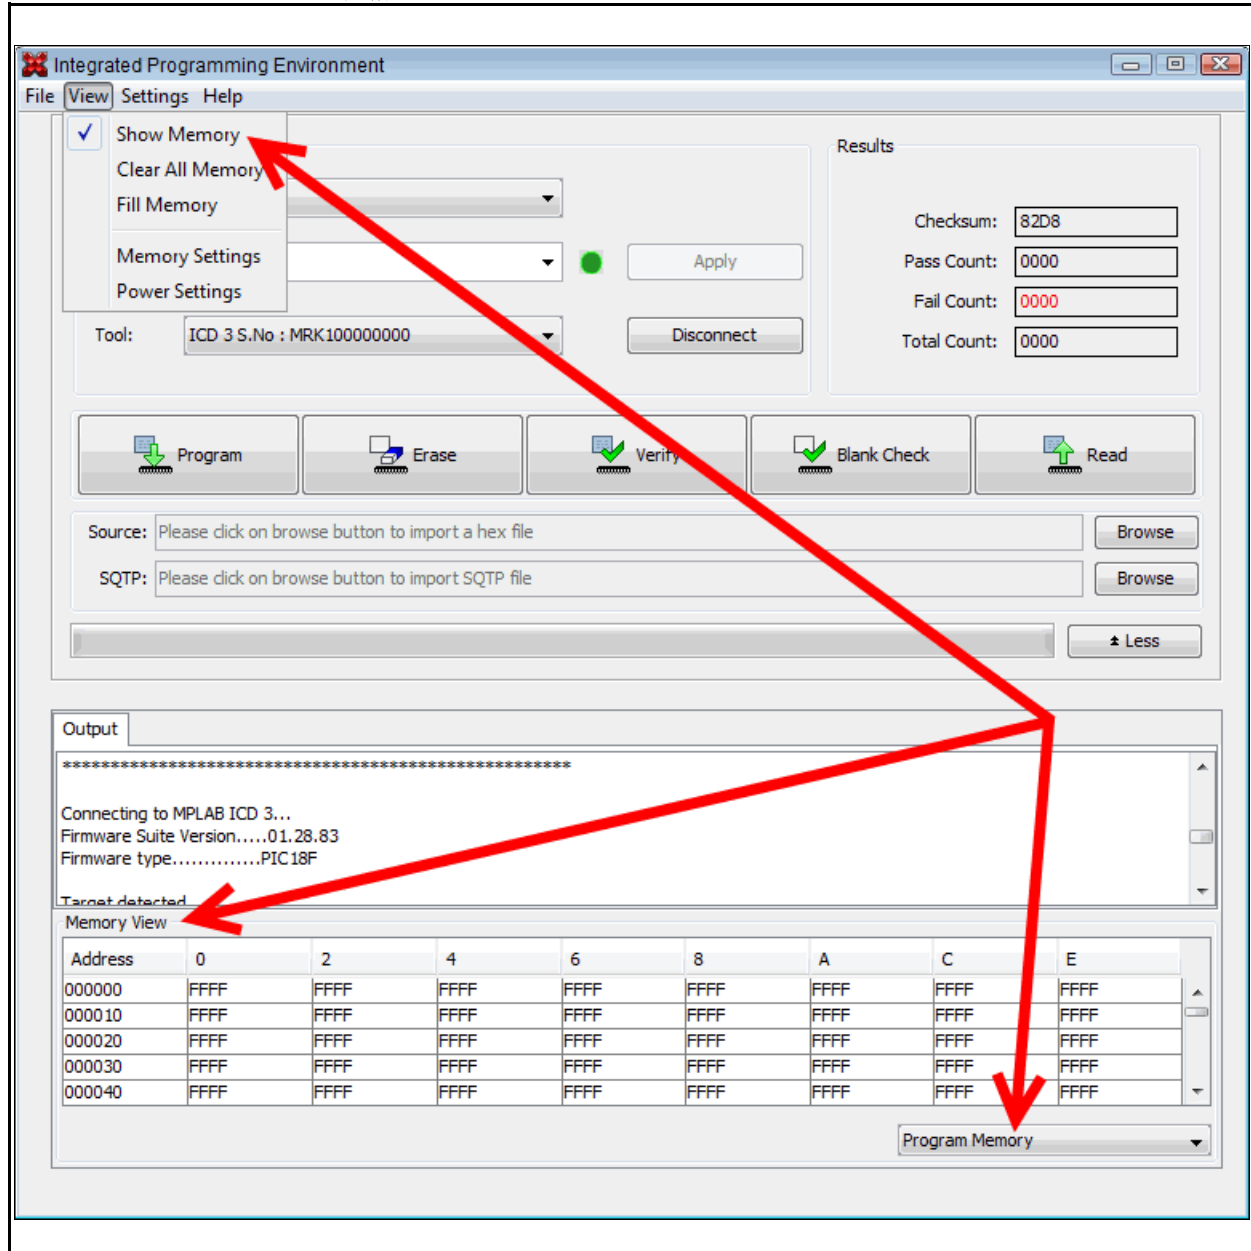 Integrated Programming Environment
File View Settings Help
Show Memory
Clear All Memory
Fill Memory
Memory Settings
Power Settings
Apply
Tool: ICD 3 S.No : MRK100000000 Disconnect
Results
Checksum: 82D8
Pass Count: 0000
Fail Count: 0000
Total Count: 0000
Program Erase Verify Blank Check Read
Source: Please click on browse button to import a hex file Browse
SQTP: Please click on browse button to import SQTP file Browse
Less
Output
******************************************************
Connecting to MPLAB ICD 3...
Firmware Suite Version.....01.28.83
Firmware type..............PIC18F
Target detected
Memory View
Address 0 2 4 6 8 A C E
000000 FFFF FFFF FFFF FFFF FFFF FFFF FFFF FFFF
000010 FFFF FFFF FFFF FFFF FFFF FFFF FFFF FFFF
000020 FFFF FFFF FFFF FFFF FFFF FFFF FFFF FFFF
000030 FFFF FFFF FFFF FFFF FFFF FFFF FFFF FFFF
000040 FFFF FFFF FFFF FFFF FFFF FFFF FFFF FFFF
Program Memory